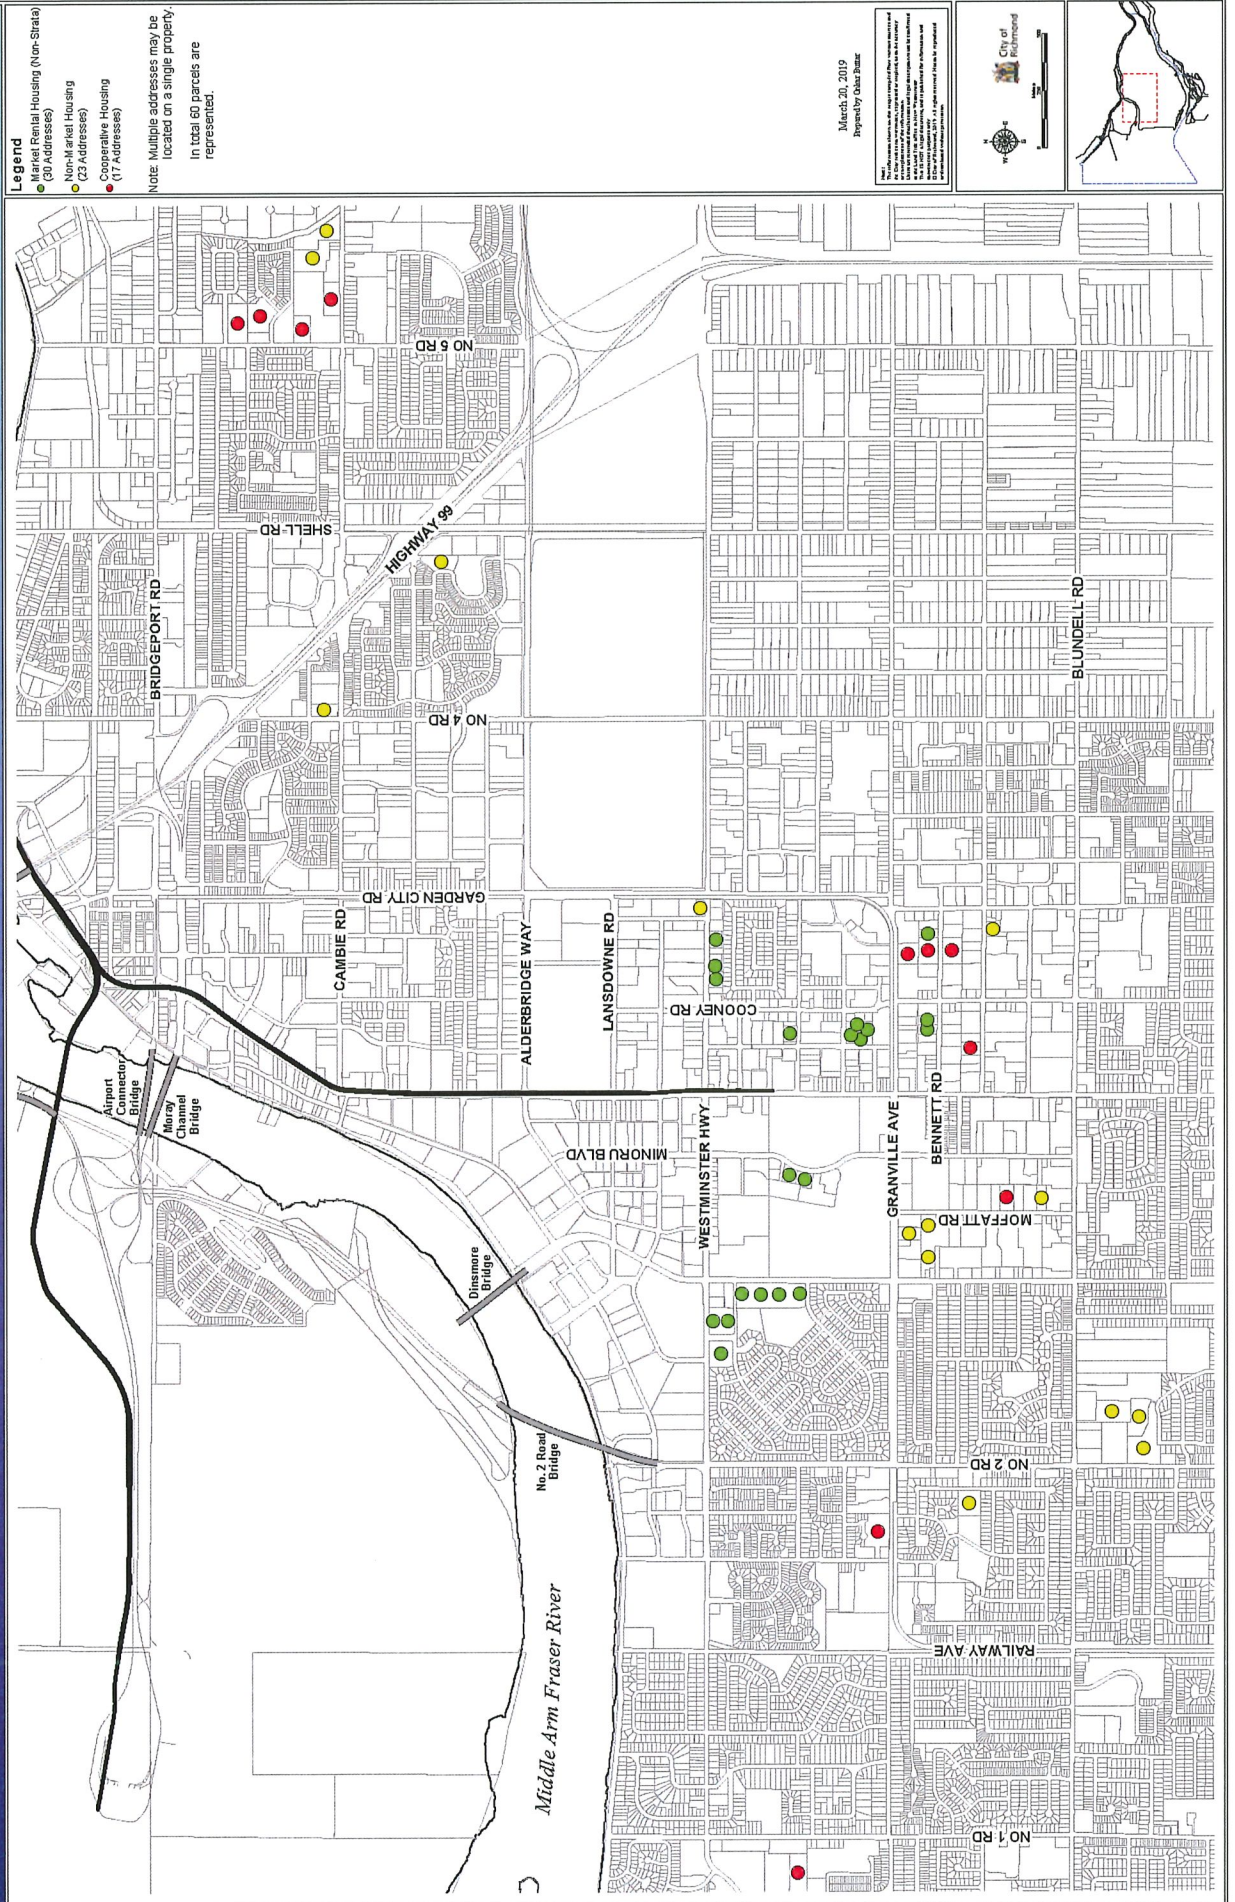 Legend
Market Rental Housing (Non-Strata)
(30 Addresses)
Non-Market Housing
(23 Addresses)
Cooperative Housing
(17 Addresses)
Note: Multiple addresses may be
located on a single property.
In total 60 parcels are
represented.
March 20, 2019
City of
Richmond
BRIDGEPORT RD
SHELL RD
NO 5 RD
HIGHWAY 99
NO 4 RD
BLUNDELL RD
GARDEN CITY RD
CAMBIE RD
ALDERBRIDGE WAY
LANSDOWNE RD
COONEY RD
Airport
Connector
Bridge
Moray
Channel
Bridge
MINORU BLVD
WESTMINSTER HWY
GRANVILLE AVE
BENNETT RD
MOFFATT RD
Dinsmore
Bridge
No. 2 Road
Bridge
NO 2 RD
Middle Arm Fraser River
RAILWAY AVE
NO 1 RD